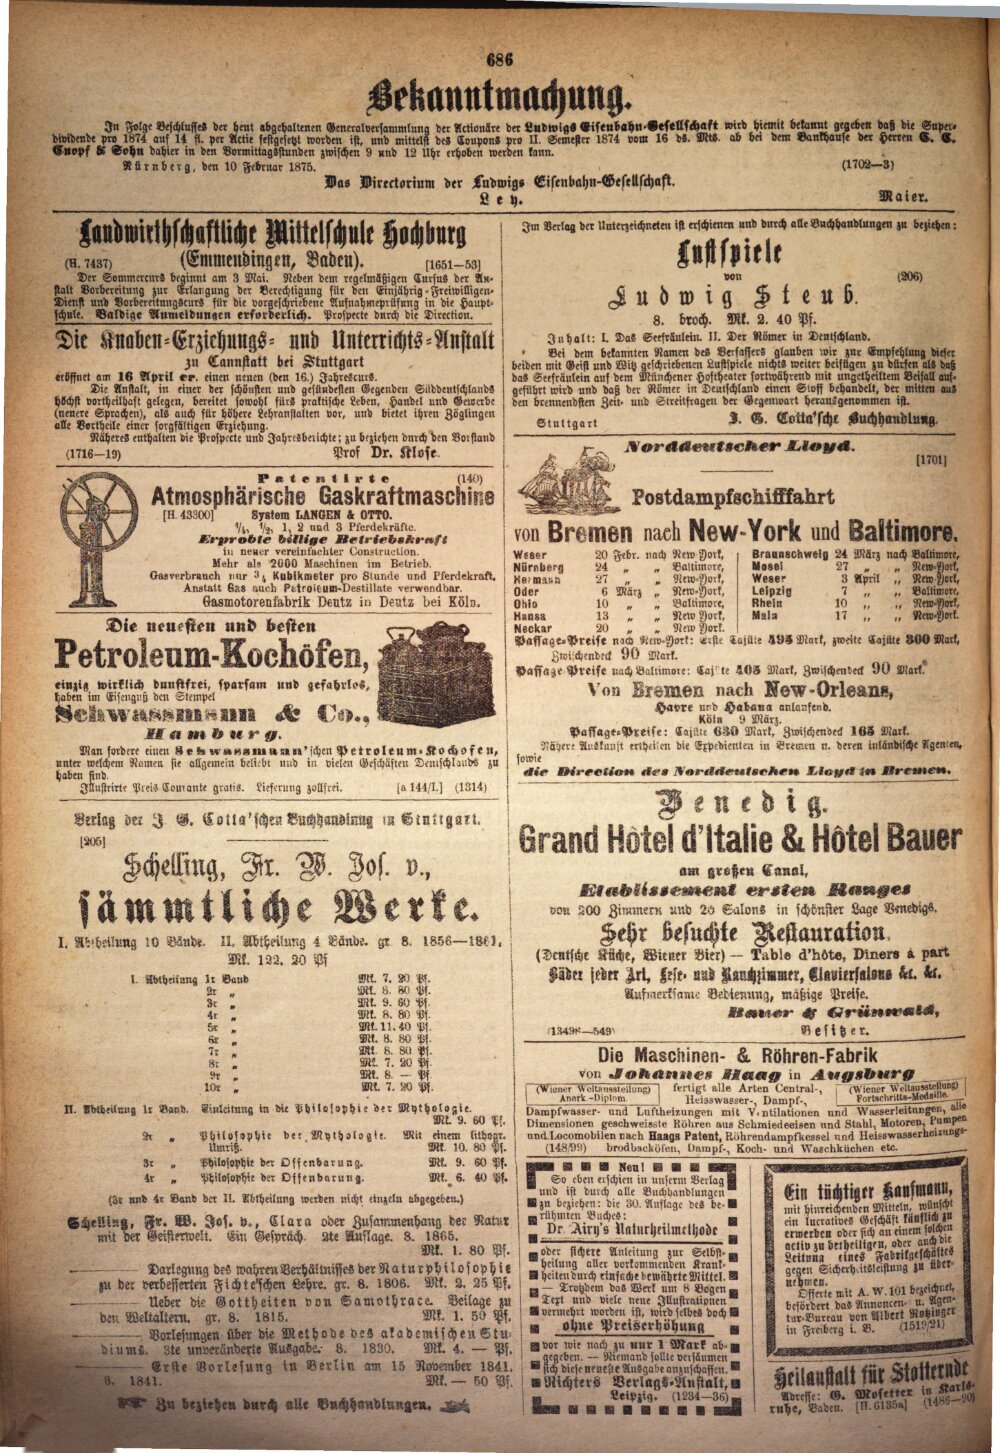 686
Bekanntmachung.
In Folge Beschlusses der heut abgehaltenen Generalversammlung der Actionäre der Ludwigs Eisenbahn-Gesellschaft wird hiemit bekannt gegeben daß die Super-
dividende pro 1874 auf 14 fl. per Actie festgesetzt worden ist, und mittelst des Coupons pro II. Semester 1874 vom 16 ds. Mts. ab bei dem Bankhause der Herren G. C.
Cnopf & Sohn dahier in den Vormittagsstunden zwischen 9 und 12 Uhr erhoben werden kann.
Nürnberg, den 10 Februar 1875. (1702—3)
Das Directorium der Ludwigs Eisenbahn-Gesellschaft.
Ley. Maier.
Landwirthschaftliche Mittelschule Hochburg
(H. 7437) (Emmendingen, Baden). [1651—53]
Der Sommercurs beginnt am 3 Mai. Neben dem regelmäßigen Cursus der An-
stalt Vorbereitung zur Erlangung der Berechtigung für den Einjährig-Freiwilligen-
Dienst und Vorbereitungscurs für die vorgeschriebene Aufnahmeprüfung in die Haupt-
schule. Baldige Anmeldungen erforderlich. Prospecte durch die Direction.
Die Knaben-Erziehungs- und Unterrichts-Anstalt
zu Cannstatt bei Stuttgart
eröffnet am 16 April cr. einen neuen (den 16.) Jahrescurs.
Die Anstalt, in einer der schönsten und gesündesten Gegenden Süddeutschlands
höchst vortheilhaft gelegen, bereitet sowohl fürs praktische Leben, Handel und Gewerbe
(neuere Sprachen), als auch für höhere Lehranstalten vor, und bietet ihren Zöglingen
alle Vortheile einer sorgfältigen Erziehung.
Näheres enthalten die Prospecte und Jahresberichte; zu beziehen durch den Vorstand
(1716—19) Prof Dr. Klose.
Patentirte (140)
Atmosphärische Gaskraftmaschine
[H. 43300] System LANGEN & OTTO.
¼, ½, 1, 2 und 3 Pferdekräfte.
Erprobte billige Betriebskraft
in neuer vereinfachter Construction.
Mehr als 2000 Maschinen im Betrieb.
Gasverbrauch nur ¾ Kubikmeter pro Stunde und Pferdekraft.
Anstatt Gas auch Petroleum-Destillate verwendbar.
Gasmotorenfabrik Deutz in Deutz bei Köln.
Die neuesten und besten
Petroleum-Kochöfen,
einzig wirklich dunstfrei, sparsam und gefahrlos,
haben im Eisenguß den Stempel
Schwassmann & Co.,
Hamburg.
Man fordere einen Schwassmann'schen Petroleum-Kochofen,
unter welchem Namen sie allgemein beliebt und in vielen Geschäften Deutschlands zu
haben sind.
Illustrirte Preis Courante gratis. Lieferung zollfrei. [a 144/I.] (1314)
Verlag der J. G. Cotta'schen Buchhandlung in Stuttgart.
[205]
Schelling, Fr. W. Jos. v.,
sämmtliche Werke.
I. Abtheilung 10 Bände. II. Abtheilung 4 Bände. gr. 8. 1856—1861.
Mk. 122. 20 Pf
I. Abtheilung 1r Band Mk. 7. 20 Pf.
2r „ Mk. 8. 80 Pf.
3r „ Mk. 9. 60 Pf.
4r „ Mk. 8. 80 Pf.
5r „ Mk. 11. 40 Pf.
6r „ Mk. 8. 80 Pf.
7r „ Mk. 8. 80 Pf.
8r „ Mk. 7. 20 Pf.
9r „ Mk. 8. — Pf.
10r „ Mk. 7. 20 Pf.
II. Abtheilung 1r Band. Einleitung in die Philosophie der Mythologie.
Mk. 9. 60 Pf.
2r „ Philosophie der Mythologie. Mit einem lithogr.
Umriß. Mk. 10. 80 Pf.
3r „ Philosophie der Offenbarung. Mk. 9. 60 Pf.
4r „ Philosophie der Offenbarung. Mk. 6. 40 Pf.
(3r und 4r Band der II. Abtheilung werden nicht einzeln abgegeben.)
Schelling, Fr. W. Jos. v., Clara oder Zusammenhang der Natur
mit der Geisterwelt. Ein Gespräch. 2te Auflage. 8. 1865.
Mk. 1. 80 Pf.
Darlegung des wahren Verhältnisses der Naturphilosophie
zu der verbesserten Fichte'schen Lehre. gr. 8. 1806. Mk. 2. 25 Pf.
Ueber die Gottheiten von Samothrace. Beilage zu
den Weltaltern. gr. 8. 1815. Mk. 1. 50 Pf.
Vorlesungen über die Methode des akademischen Stu-
diums. 3te unveränderte Ausgabe. 8. 1830. Mk. 4. — Pf.
Erste Vorlesung in Berlin am 15 November 1841.
8. 1841. Mk. — 50 Pf.
Zu beziehen durch alle Buchhandlungen.
Im Verlag der Unterzeichneten ist erschienen und durch alle Buchhandlungen zu beziehen:
Lustspiele
von (206)
Ludwig Steub.
8. broch. Mk. 2. 40 Pf.
Inhalt: I. Das Seefräulein. II. Der Römer in Deutschland.
Bei dem bekannten Namen des Verfassers glauben wir zur Empfehlung dieser
beiden mit Geist und Witz geschriebenen Lustspiele nichts weiter beifügen zu dürfen als daß
das Seefräulein auf dem Münchener Hoftheater fortwährend mit ungetheiltem Beifall auf-
geführt wird und daß der Römer in Deutschland einen Stoff behandelt, der mitten aus
den brennendsten Zeit- und Streitfragen der Gegenwart herausgenommen ist.
Stuttgart J. G. Cotta'sche Buchhandlung.
Norddeutscher Lloyd.
[1701]
Postdampfschifffahrt
von Bremen nach New-York und Baltimore.
Weser 20 Febr. nach New-York,
Nürnberg 24 „ „ Baltimore,
Hermann 27 „ „ New-York,
Oder 6 März „ New-York,
Ohio 10 „ „ Baltimore,
Hansa 13 „ „ New-York,
Neckar 20 „ „ New York.
Braunschweig 24 März nach Baltimore,
Mosel 27 „ „ New-York,
Weser 3 April „ New-York,
Leipzig 7 „ „ Baltimore,
Rhein 10 „ „ New-York,
Main 17 „ „ New-York,
Passage-Preise nach New-York: Erste Cajüte 495 Mark, zweite Cajüte 300 Mark,
Zwischendeck 90 Mark.
Passage-Preise nach Baltimore: Cajüte 405 Mark, Zwischendeck 90 Mark.
Von Bremen nach New-Orleans,
Havre und Habana anlaufend.
Köln 9 März.
Passage-Preise: Cajüte 630 Mark, Zwischendeck 165 Mark.
Nähere Auskunft ertheilen die Expedienten in Bremen u. deren inländische Agenten,
sowie
die Direction des Norddeutschen Lloyd in Bremen.
Venedig.
Grand Hôtel d'Italie & Hôtel Bauer
am großen Canal,
Etablissement ersten Ranges
von 200 Zimmern und 20 Salons in schönster Lage Venedigs.
Sehr besuchte Restauration.
(Deutsche Küche, Wiener Bier) — Table d'hôte, Diners à part
Bäder jeder Art, Lese- und Rauchzimmer, Claviersalons &c. &c.
Aufmerksame Bedienung, mäßige Preise.
Bauer & Grünwald,
(1349B—549) Besitzer.
Die Maschinen- & Röhren-Fabrik
von Johannes Haag in Augsburg
(Wiener Weltausstellung) Anerk.-Diplom. fertigt alle Arten Central-, Heisswasser-, Dampf-, (Wiener Weltausstellung) Fortschritts-Medaille.
Dampfwasser- und Luftheizungen mit Ventilationen und Wasserleitungen, alle
Dimensionen geschweisste Röhren aus Schmiedeeisen und Stahl, Motoren, Pumpen
und Locomobilen nach Haags Patent, Röhrendampfkessel und Heisswasserheizungs-
(148/99) brodbacköfen, Dampf-, Koch- und Waschküchen etc.
Neu!
So eben erschien in unserm Verlag
und ist durch alle Buchhandlungen
zu beziehen: die 30. Auflage des be-
rühmten Buches:
Dr. Airy's Naturheilmethode
oder sichere Anleitung zur Selbst-
heilung aller vorkommenden Krank-
heiten durch einfache bewährte Mittel.
Trotzdem das Werk um 8 Bogen
Text und viele neue Illustrationen
vermehrt worden ist, wird selbes doch
ohne Preiserhöhung
vor wie nach zu nur 1 Mark ab-
gegeben. — Niemand sollte versäumen
sich diese neueste Ausgabe anzuschaffen.
Richters Verlags-Anstalt,
Leipzig. (1234—36)
Ein tüchtiger Kaufmann,
mit hinreichenden Mitteln, wünscht
ein lucratives Geschäft käuflich zu
erwerben oder sich an einem solchen
activ zu betheiligen, oder auch die
Leitung eines Fabrikgeschäftes
gegen Sicherheitsleistung zu über-
nehmen.
Offerte mit A. W. 101 bezeichnet,
befördert das Annoncen- u. Agen-
tur-Bureau von Albert Rotzinger
in Freiberg i. B. (1519/21)
Heilanstalt für Stotternde
Adresse: G. Mosetter in Karls-
ruhe, Baden. [H. 6135a] (1486—90)